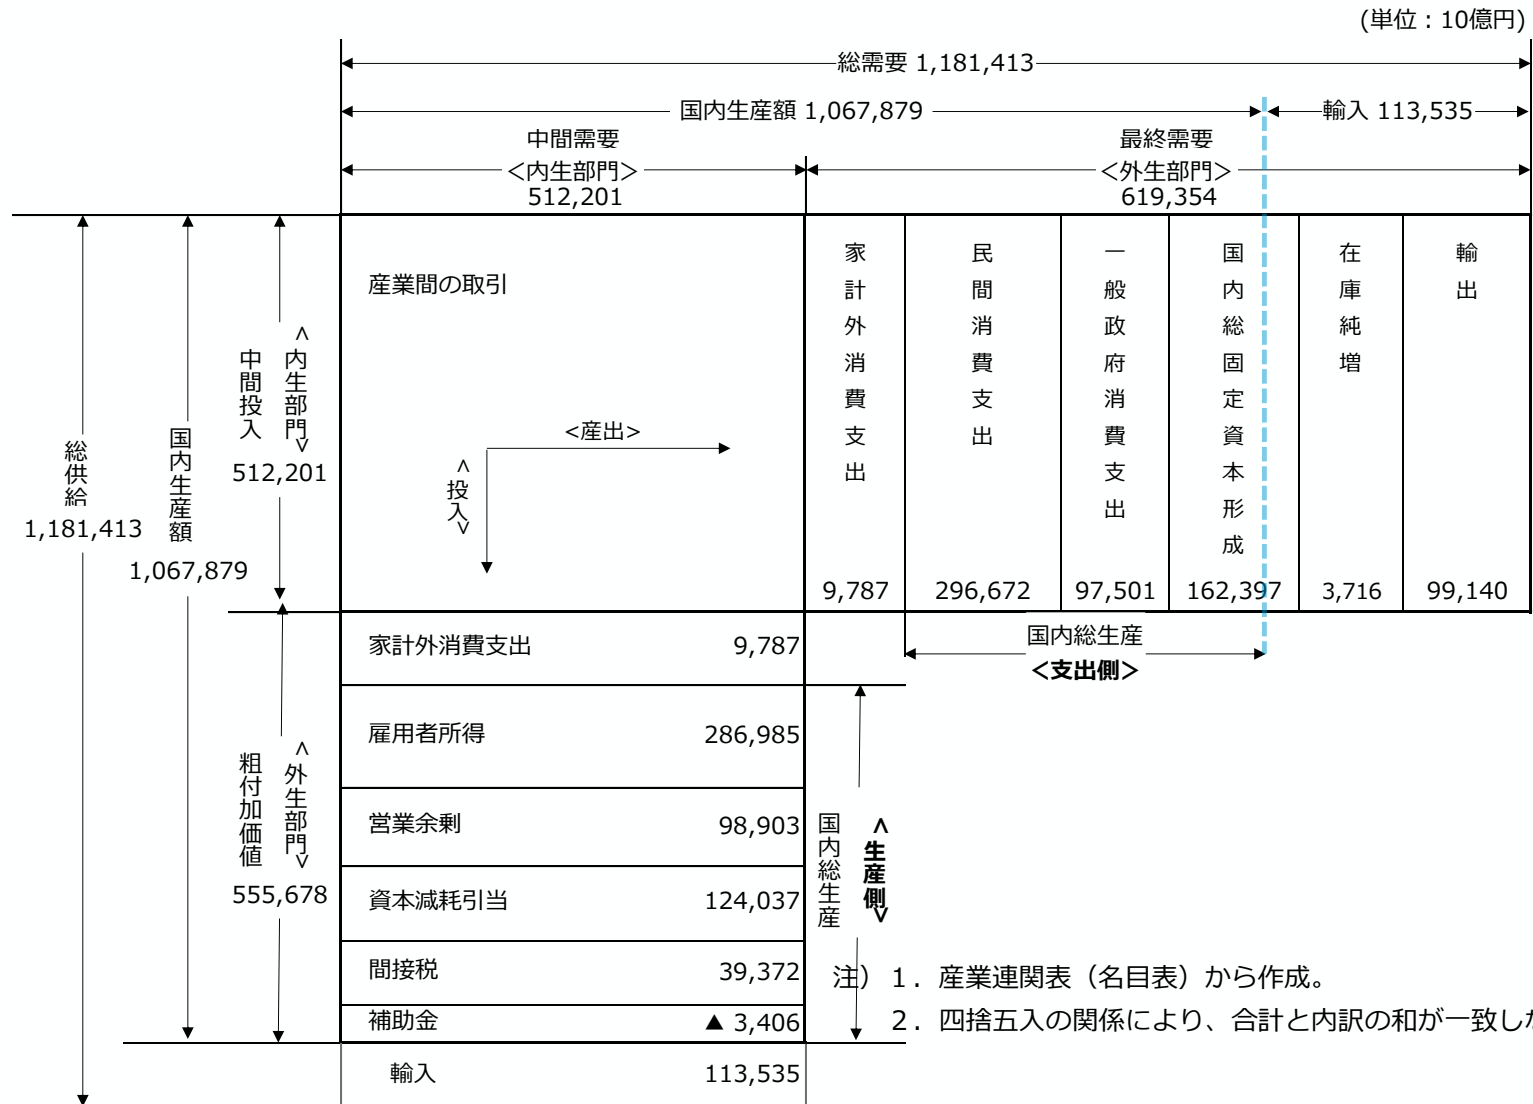 (単位：10億円)
総需要 1,181,413
国内生産額 1,067,879
輸入 113,535
中間需要
＜内生部門＞
512,201
最終需要
＜外生部門＞
619,354
総供給
1,181,413
国内生産額
1,067,879
中間投入
＜内生部門＞
512,201
産業間の取引
<産出>
＜投入＞
家計外消費支出
9,787
民間消費支出
296,672
一般政府消費支出
97,501
国内総固定資本形成
162,397
在庫純増
3,716
輸出
99,140
国内総生産
＜支出側＞
粗付加価値
＜外生部門＞
555,678
家計外消費支出 9,787
雇用者所得 286,985
営業余剰 98,903
資本減耗引当 124,037
間接税 39,372
補助金 ▲ 3,406
輸入 113,535
国内総生産
＜生産側＞
注） 1．産業連関表（名目表）から作成。
2．四捨五入の関係により、合計と内訳の和が一致し